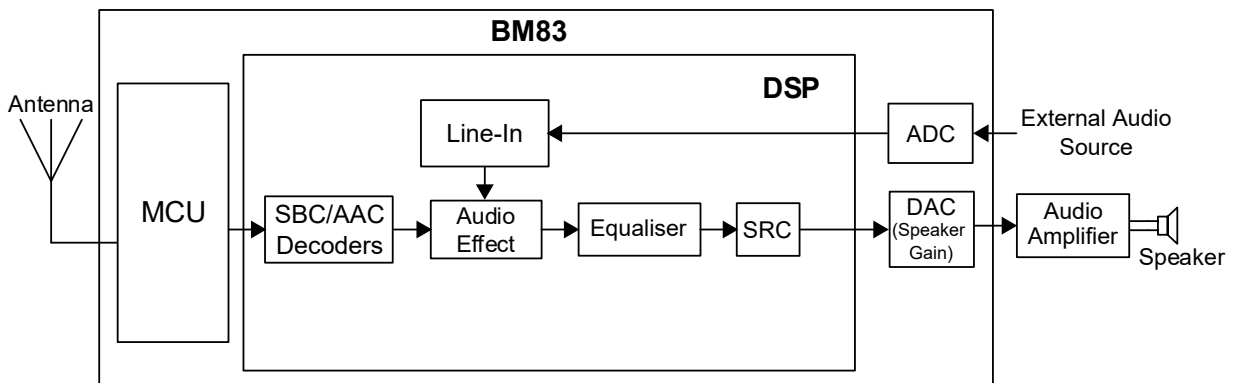 BM83
DSP
Antenna
Line-In
ADC
External Audio
Source
MCU
SBC/AAC
Decoders
Audio
Effect
Equaliser
SRC
DAC
(Speaker
Gain)
Audio
Amplifier
Speaker